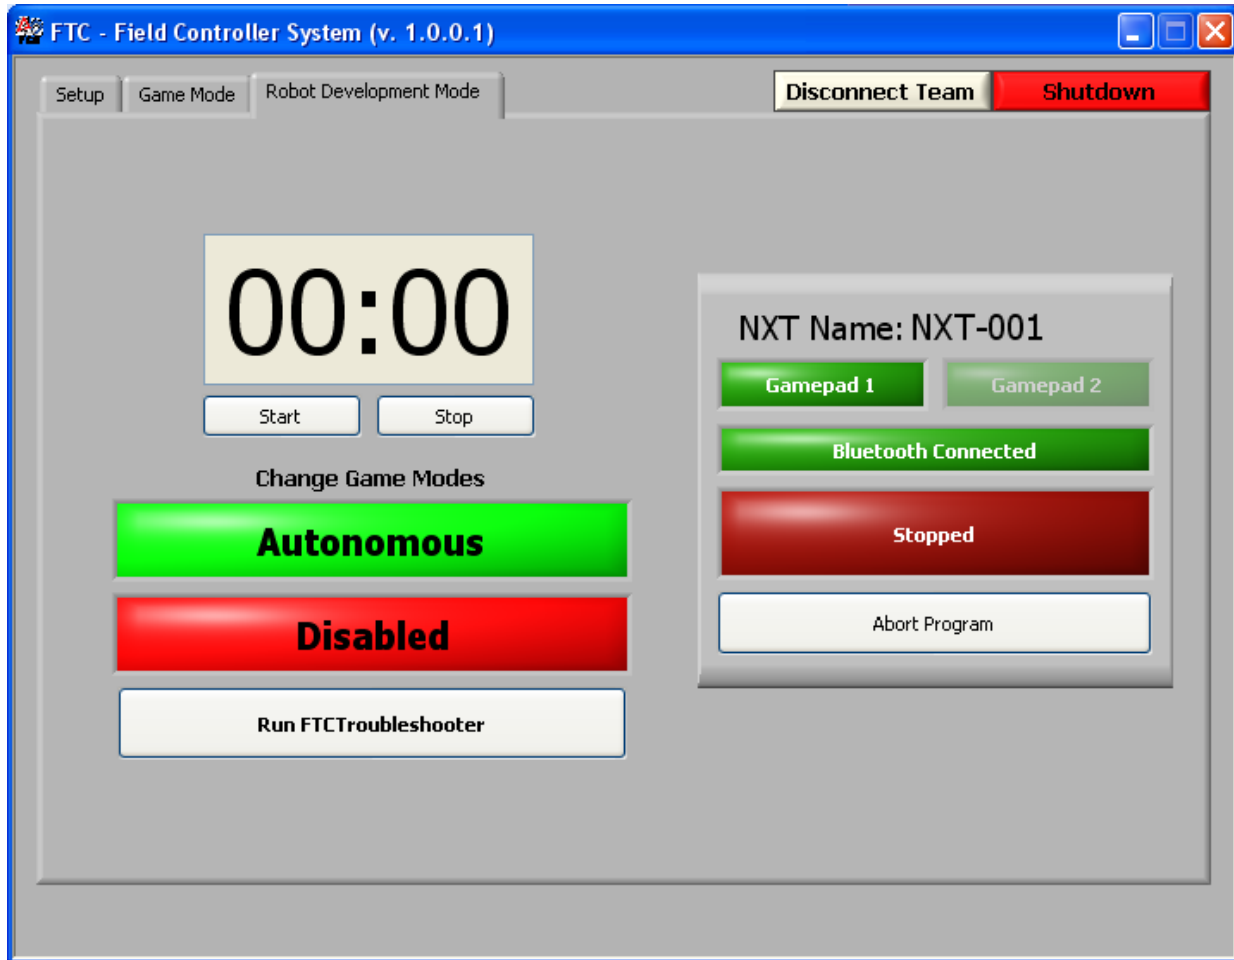 FTC - Field Controller System (v. 1.0.0.1)
Setup Game Mode Robot Development Mode Disconnect Team Shutdown
00:00
Start Stop
Change Game Modes
Autonomous
Disabled
Run FTCTroubleshooter
NXT Name: NXT-001
Gamepad 1 Gamepad 2
Bluetooth Connected
Stopped
Abort Program